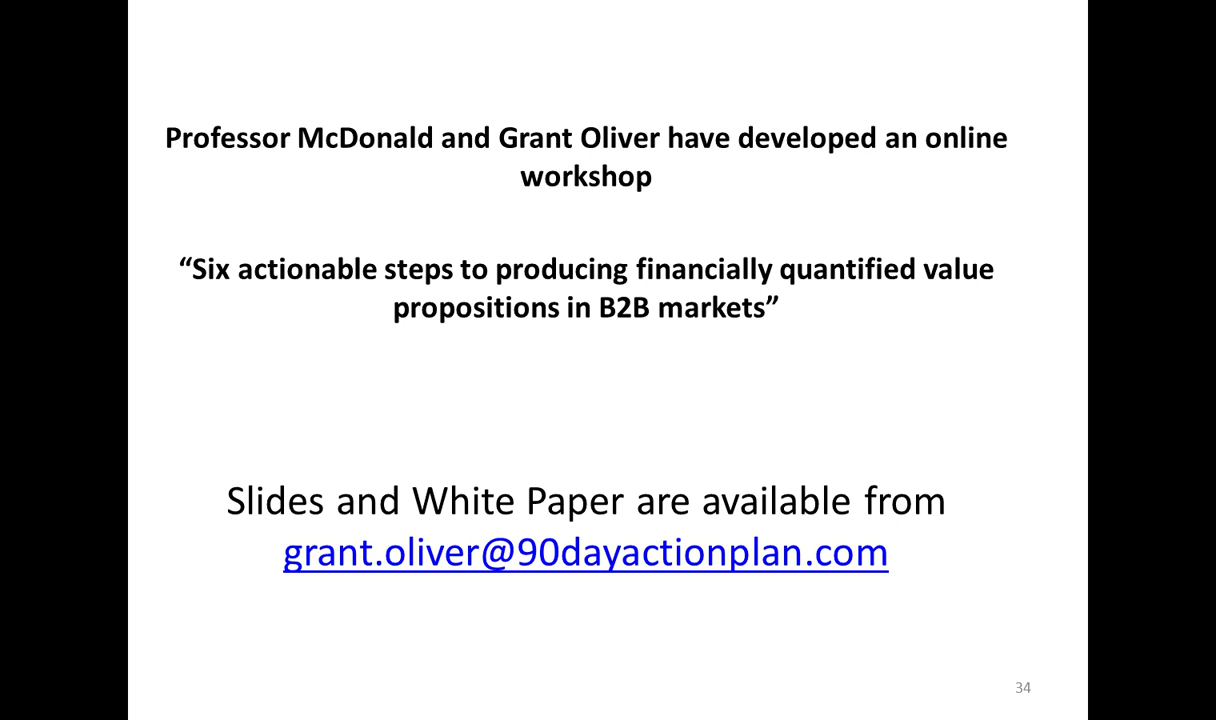 Professor McDonald and Grant Oliver have developed an online
workshop
“Six actionable steps to producing financially quantified value
propositions in B2B markets”
Slides and White Paper are available from
grant.oliver@90dayactionplan.com
34